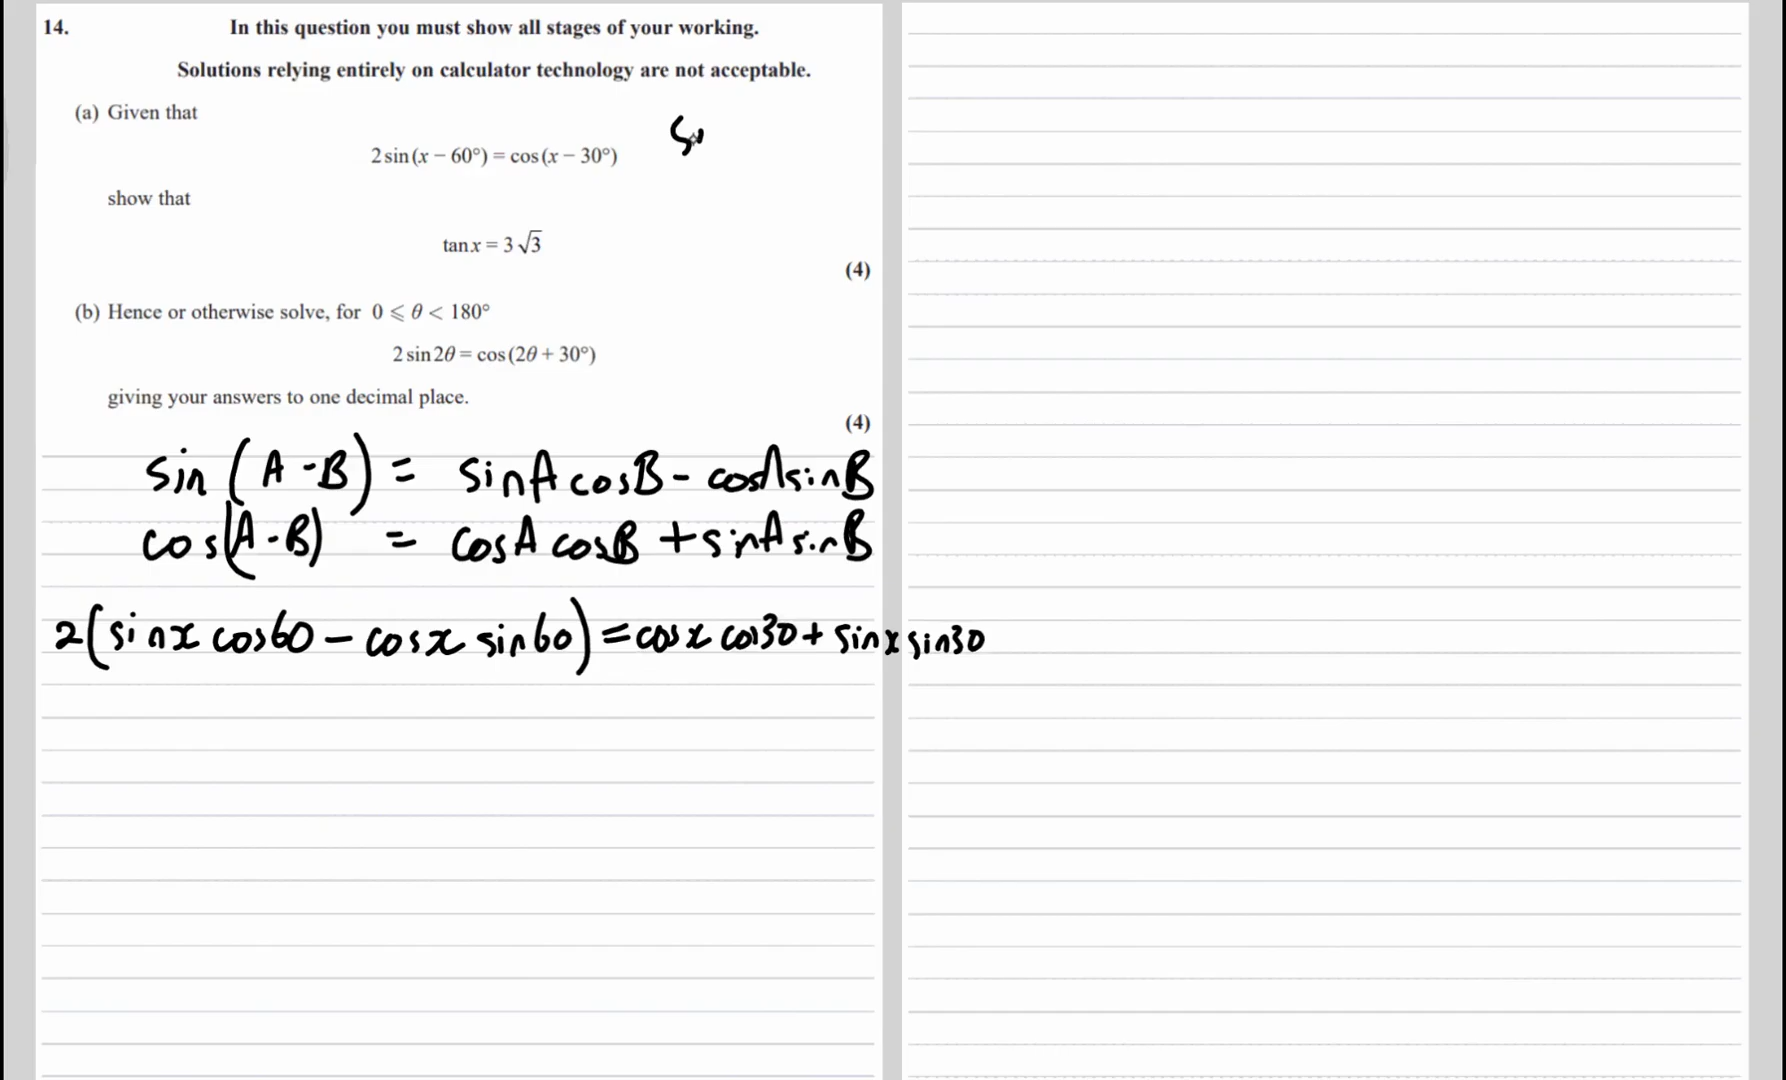 14. In this question you must show all stages of your working.
Solutions relying entirely on calculator technology are not acceptable.
(a) Given that
2 sin (x − 60°) = cos (x − 30°)
show that
tan x = 3√3
(4)
(b) Hence or otherwise solve, for 0 ⩽ θ < 180°
2 sin 2θ = cos (2θ + 30°)
giving your answers to one decimal place.
(4)
sin (A - B) = sinA cosB - cosA sinB
cos(A - B) = cosA cosB + sinA sinB
2(sinx cos60 - cosx sin60) = cosx cos30 + sinx sin30